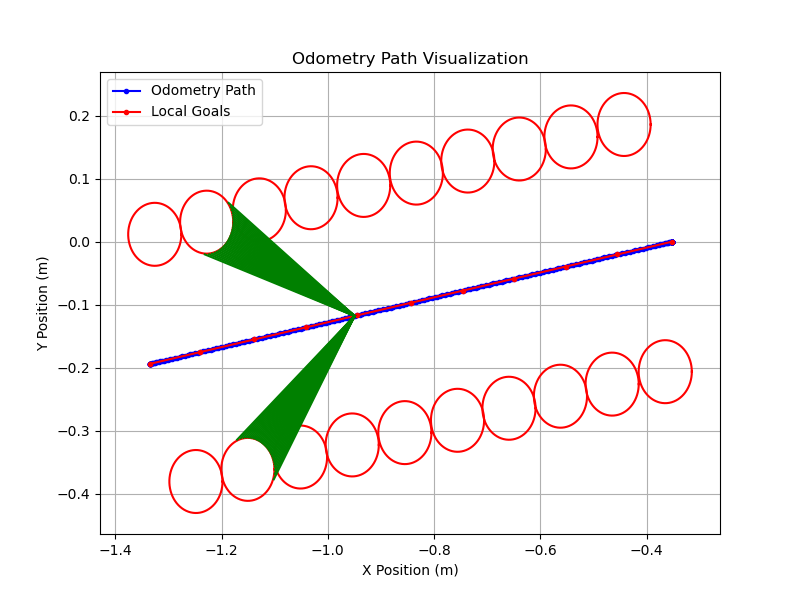 Odometry Path Visualization
Odometry Path
Local Goals
Y Position (m)
0.2
0.1
0.0
−0.1
−0.2
−0.3
−0.4
−1.4 −1.2 −1.0 −0.8 −0.6 −0.4
X Position (m)